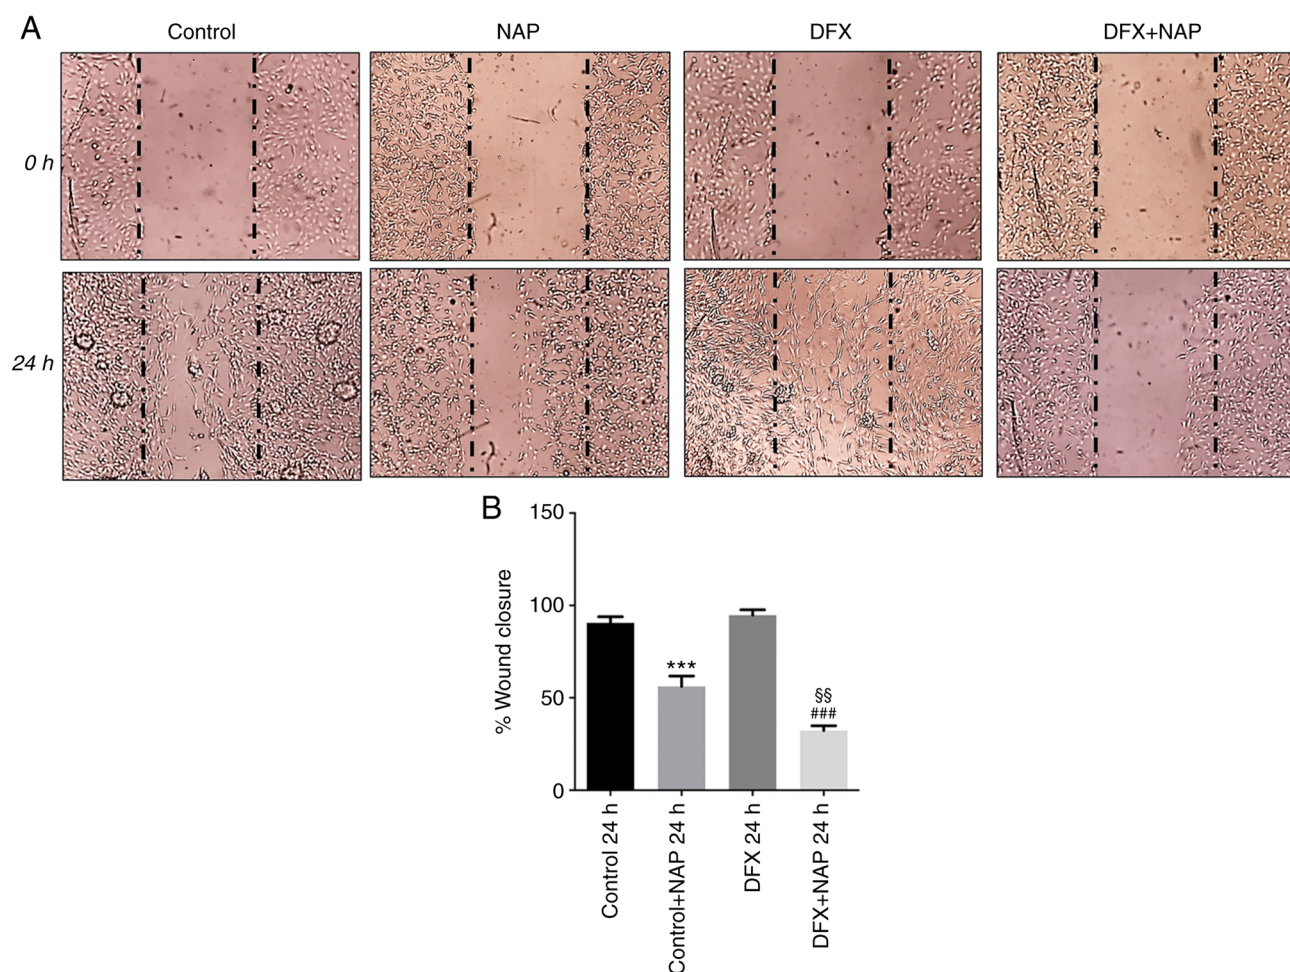 A
Control
NAP
DFX
DFX+NAP
0 h
24 h
B
% Wound closure
150
100
50
0
***
§§
###
Control 24 h
Control+NAP 24 h
DFX 24 h
DFX+NAP 24 h